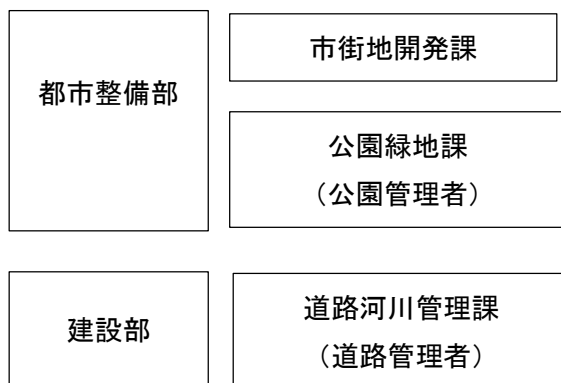 都市整備部
市街地開発課
公園緑地課
（公園管理者）
建設部
道路河川管理課
（道路管理者）